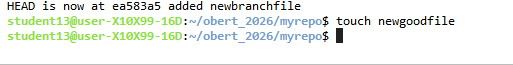 HEAD is now at ea583a5 added newbranchfile
student13@user-X10X99-16D:~/obert_2026/myrepo$ touch newgoodfile
student13@user-X10X99-16D:~/obert_2026/myrepo$